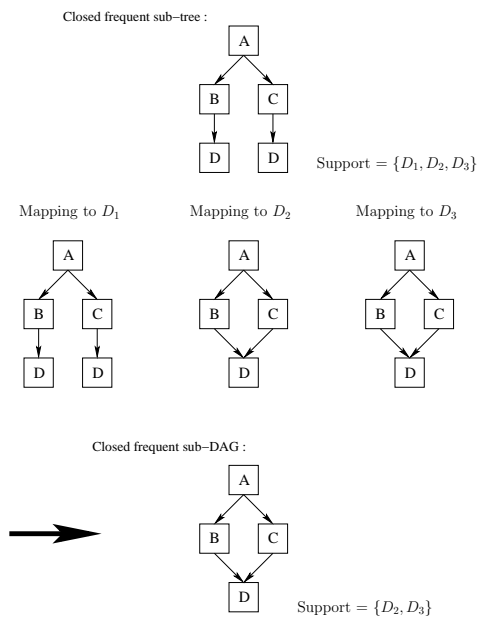 Closed frequent sub−tree :
A
B C
D D
Support = {D₁, D₂, D₃}
Mapping to D₁ Mapping to D₂ Mapping to D₃
A A A
B C B C B C
D D D D
Closed frequent sub−DAG :
A
B C
D
Support = {D₂, D₃}